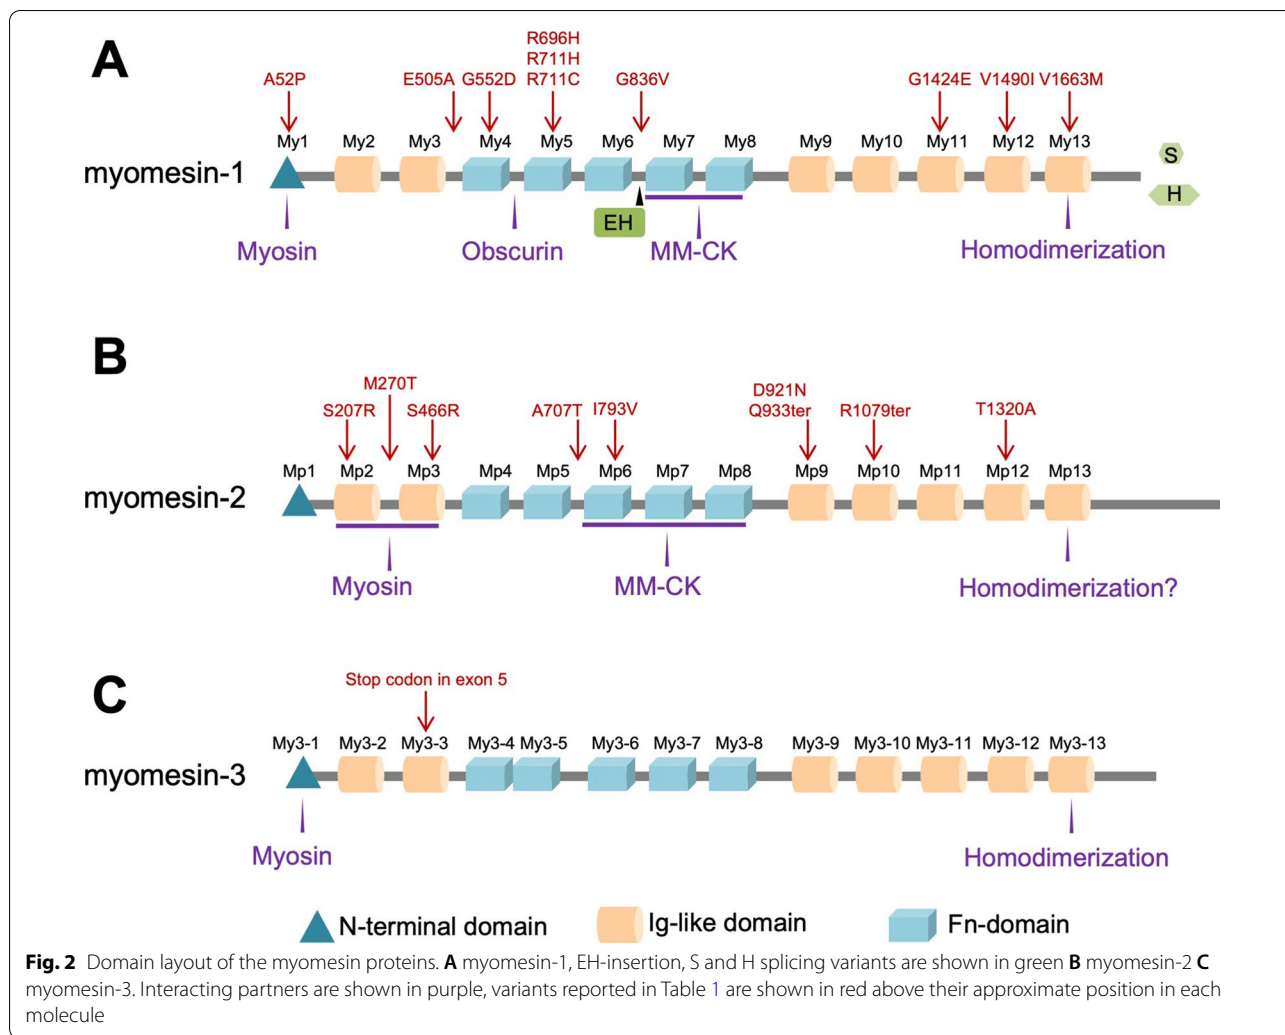 A
R696H
R711H
A52P E505A G552D R711C G836V G1424E V1490I V1663M
My1 My2 My3 My4 My5 My6 My7 My8 My9 My10 My11 My12 My13
myomesin-1
S
H
EH
Myosin Obscurin MM-CK Homodimerization
B
M270T D921N
S207R S466R A707T I793V Q933ter R1079ter T1320A
Mp1 Mp2 Mp3 Mp4 Mp5 Mp6 Mp7 Mp8 Mp9 Mp10 Mp11 Mp12 Mp13
myomesin-2
Myosin MM-CK Homodimerization?
C
Stop codon in exon 5
My3-1 My3-2 My3-3 My3-4 My3-5 My3-6 My3-7 My3-8 My3-9 My3-10 My3-11 My3-12 My3-13
myomesin-3
Myosin Homodimerization
N-terminal domain Ig-like domain Fn-domain
Fig. 2 Domain layout of the myomesin proteins. A myomesin-1, EH-insertion, S and H splicing variants are shown in green B myomesin-2 C
myomesin-3. Interacting partners are shown in purple, variants reported in Table 1 are shown in red above their approximate position in each
molecule